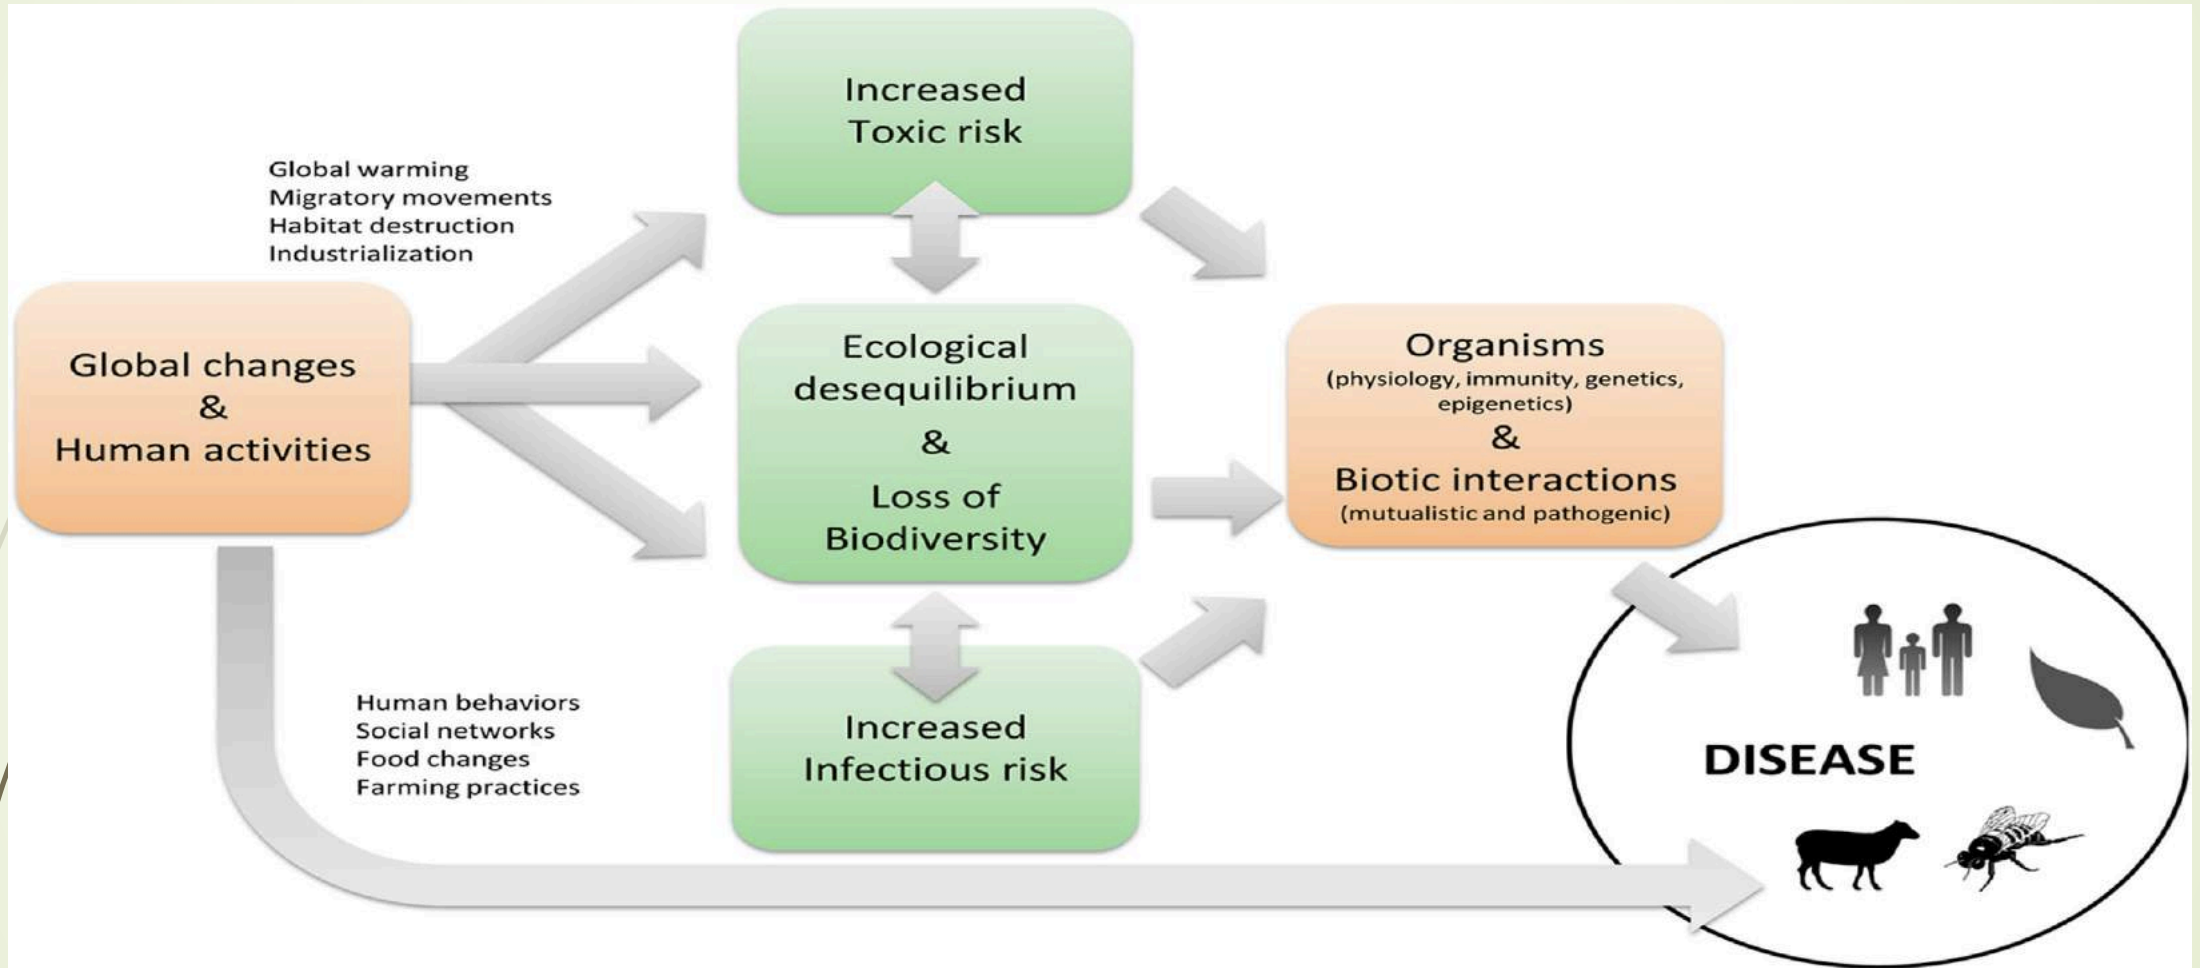 Increased
Toxic risk
Global warming
Migratory movements
Habitat destruction
Industrialization
Global changes
&
Human activities
Ecological
desequilibrium
&
Loss of
Biodiversity
Organisms
(physiology, immunity, genetics,
epigenetics)
&
Biotic interactions
(mutualistic and pathogenic)
Human behaviors
Social networks
Food changes
Farming practices
Increased
Infectious risk
DISEASE